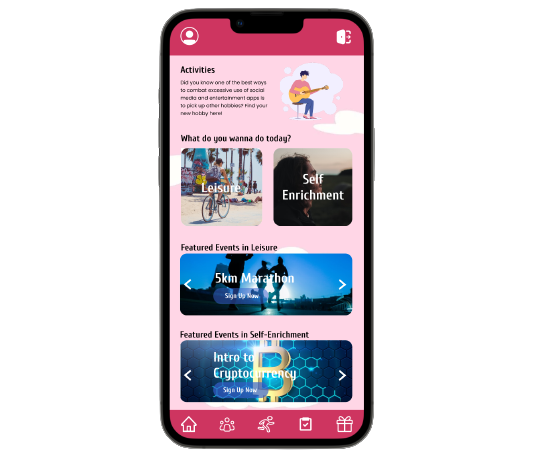 Activities
Did you know one of the best ways
to combat excessive use of social
media and entertainment apps is
to pick up other hobbies? Find your
new hobby here!
What do you wanna do today?
Leisure
Self
Enrichment
Featured Events in Leisure
5km Marathon
Sign Up Now
Featured Events in Self-Enrichment
Intro to
Cryptocurrency
Sign Up Now